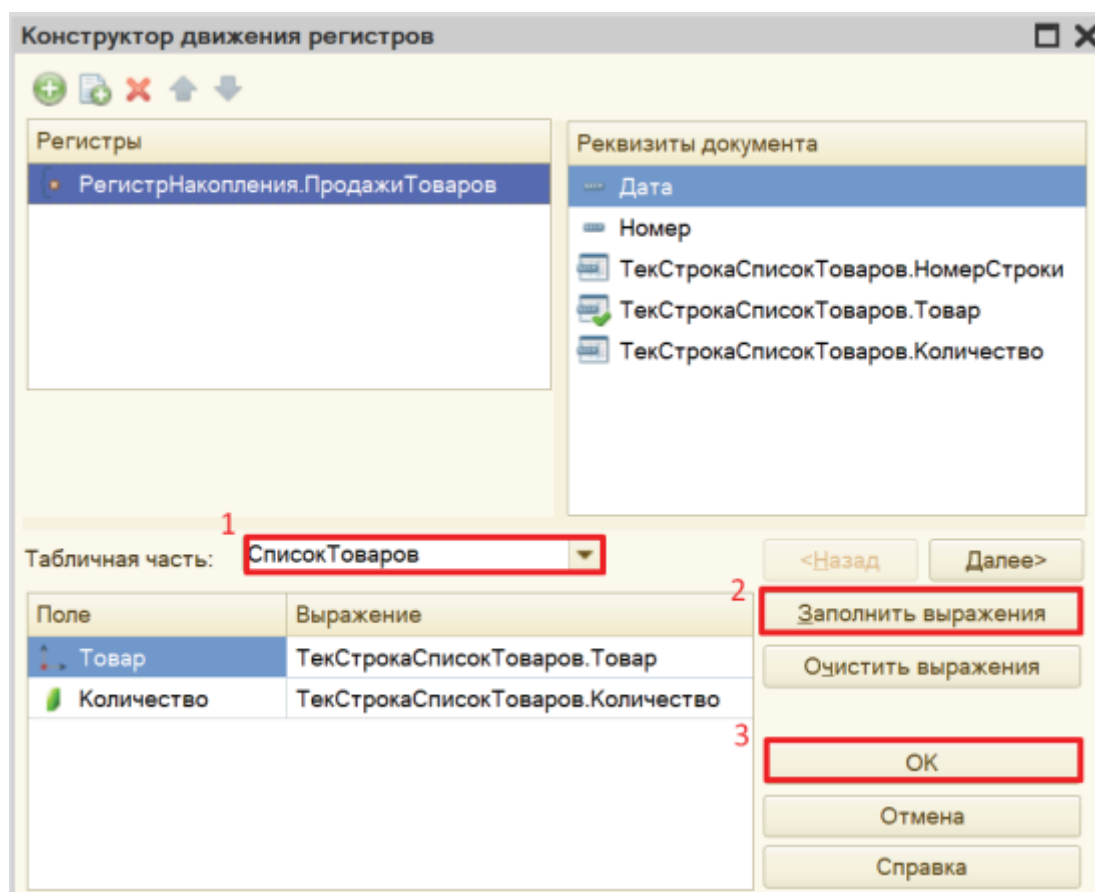 Конструктор движения регистров
Регистры
РегистрНакопления.ПродажиТоваров
Реквизиты документа
Дата
Номер
ТекСтрокаСписокТоваров.НомерСтроки
ТекСтрокаСписокТоваров.Товар
ТекСтрокаСписокТоваров.Количество
1
Табличная часть: СписокТоваров
<Назад Далее>
2
Заполнить выражения
Поле Выражение
Товар ТекСтрокаСписокТоваров.Товар
Очистить выражения
Количество ТекСтрокаСписокТоваров.Количество
3
ОК
Отмена
Справка